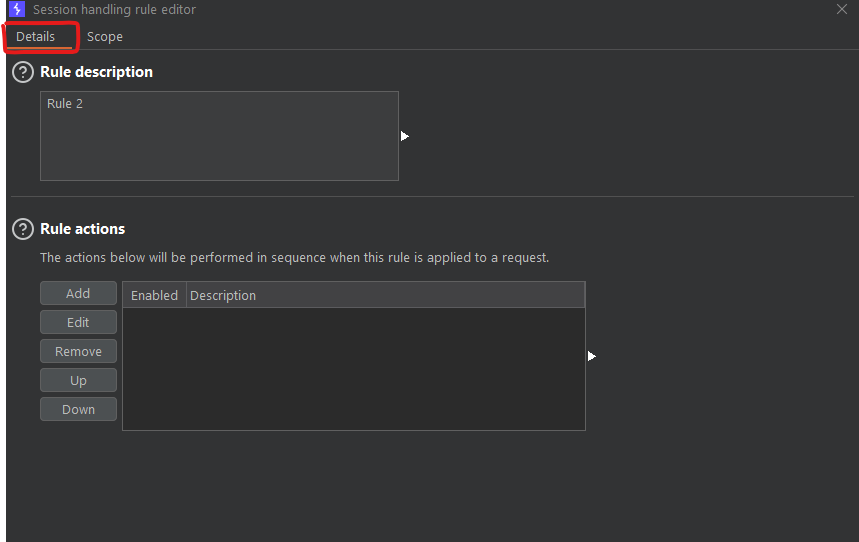 Session handling rule editor
Details Scope
Rule description
Rule 2
Rule actions
The actions below will be performed in sequence when this rule is applied to a request.
Add
Enabled Description
Edit
Remove
Up
Down